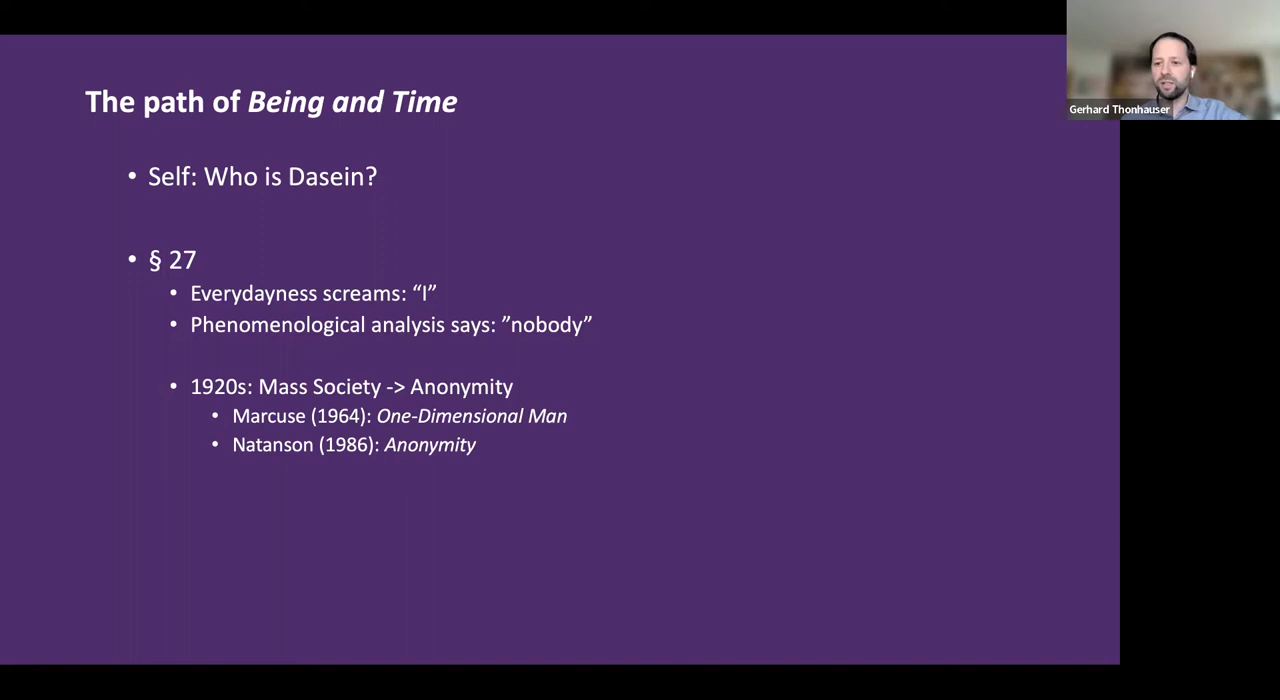 Gerhard Thonhauser
The path of Being and Time
• Self: Who is Dasein?
• § 27
• Everydayness screams: “I”
• Phenomenological analysis says: ”nobody”
• 1920s: Mass Society -> Anonymity
• Marcuse (1964): One-Dimensional Man
• Natanson (1986): Anonymity